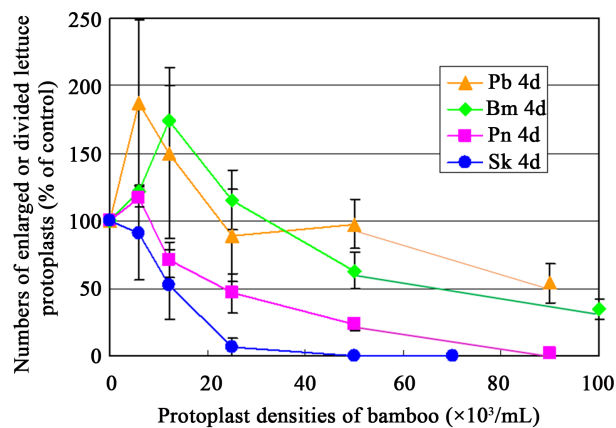 Numbers of enlarged or divided lettuce
protoplasts (% of control)
250
200
150
100
50
0
Pb 4d
Bm 4d
Pn 4d
Sk 4d
0 20 40 60 80 100
Protoplast densities of bamboo (×10³/mL)